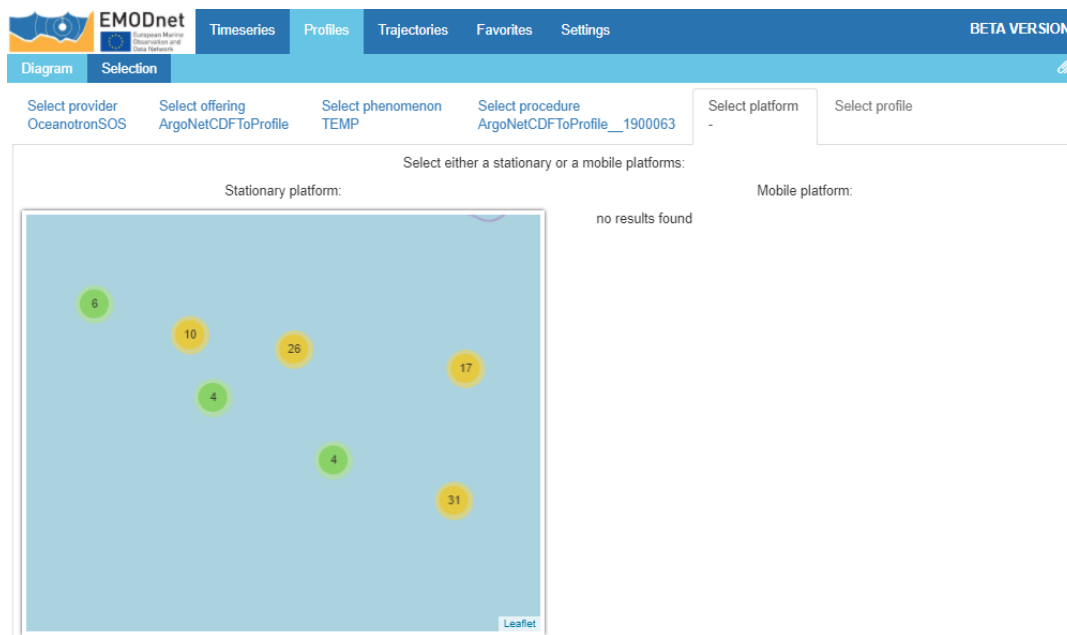 EMODnet
European Marine
Observation and
Data Network
Timeseries
Profiles
Trajectories
Favorites
Settings
BETA VERSION
Diagram
Selection
Select provider
OceanotronSOS
Select offering
ArgoNetCDFToProfile
Select phenomenon
TEMP
Select procedure
ArgoNetCDFToProfile__1900063
Select platform
-
Select profile
Select either a stationary or a mobile platforms:
Stationary platform:
Mobile platform:
no results found
6
10
26
17
4
4
31
Leaflet